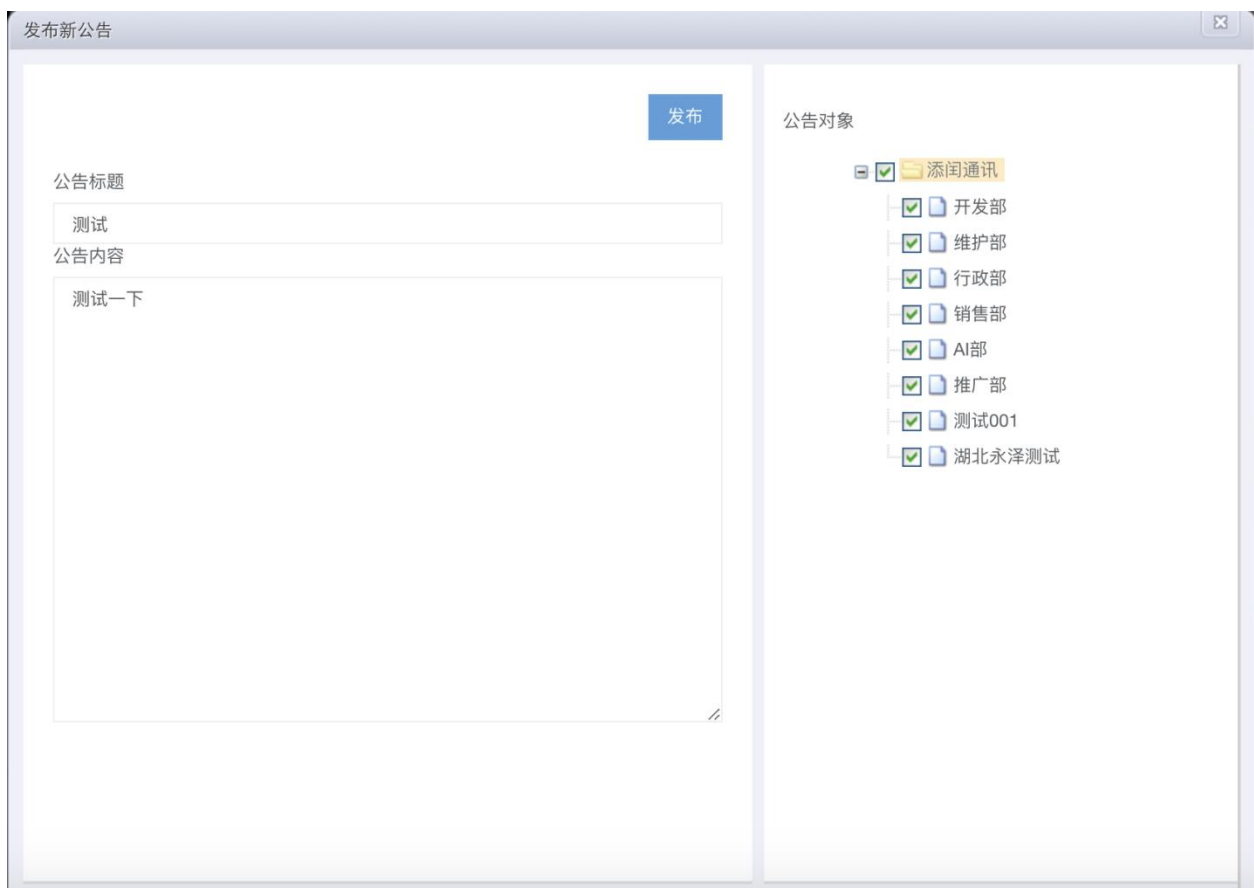 发布新公告
发布
公告标题
测试
公告内容
测试一下
公告对象
添闰通讯
开发部
维护部
行政部
销售部
AI部
推广部
测试001
湖北永泽测试